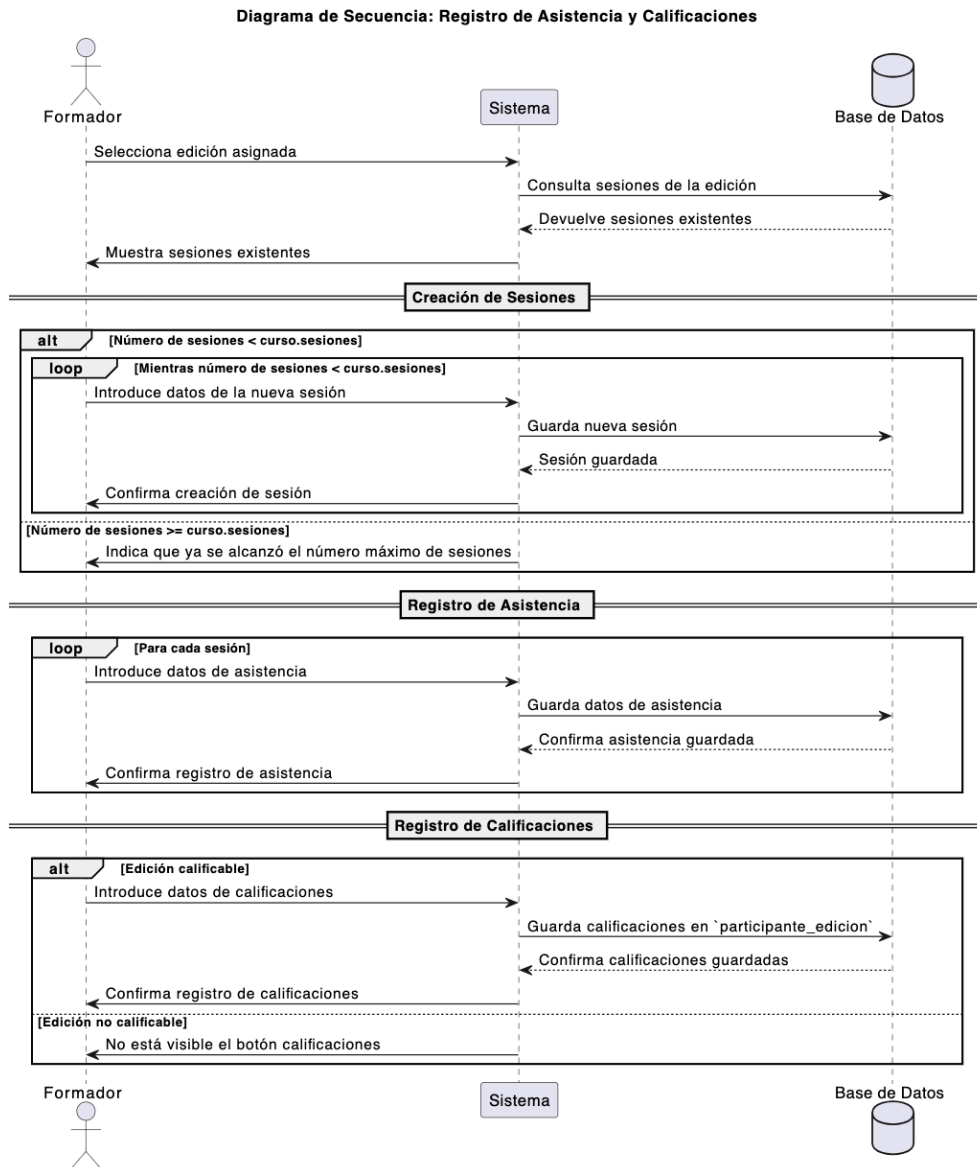 Diagrama de Secuencia: Registro de Asistencia y Calificaciones
Formador
Sistema
Base de Datos
Selecciona edición asignada
Consulta sesiones de la edición
Devuelve sesiones existentes
Muestra sesiones existentes
Creación de Sesiones
alt [Número de sesiones < curso.sesiones]
loop [Mientras número de sesiones < curso.sesiones]
Introduce datos de la nueva sesión
Guarda nueva sesión
Sesión guardada
Confirma creación de sesión
[Número de sesiones >= curso.sesiones]
Indica que ya se alcanzó el número máximo de sesiones
Registro de Asistencia
loop [Para cada sesión]
Introduce datos de asistencia
Guarda datos de asistencia
Confirma asistencia guardada
Confirma registro de asistencia
Registro de Calificaciones
alt [Edición calificable]
Introduce datos de calificaciones
Guarda calificaciones en `participante_edicion`
Confirma calificaciones guardadas
Confirma registro de calificaciones
[Edición no calificable]
No está visible el botón calificaciones
Formador
Sistema
Base de Datos